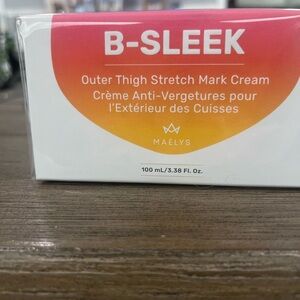 B-SLEEK
Outer Thigh Stretch Mark Cream
Crème Anti-Vergetures pour
l'Extérieur des Cuisses
MAELYS
100 mL/3.38 Fl. Oz.